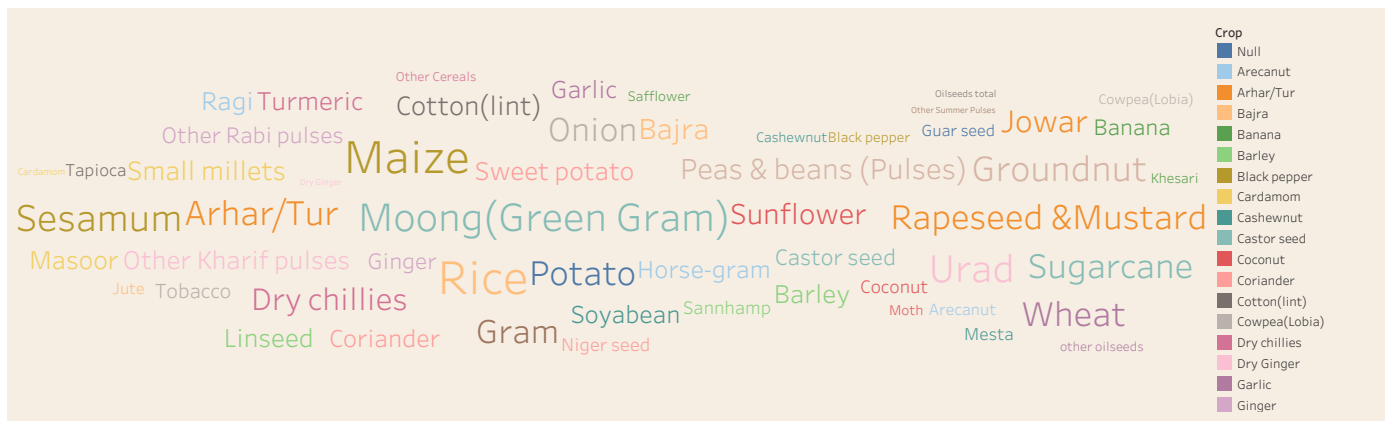 Other Cereals
Ragi Turmeric Cotton(lint) Garlic Safflower
Oilseeds total Cowpea(Lobia)
Other Summer Pulses
Other Rabi pulses Onion Bajra Cashewnut Black pepper Guar seed Jowar Banana
Cardamom Tapioca Small millets Dry Ginger Maize Sweet potato Peas & beans (Pulses) Groundnut Khesari
Sesamum Arhar/Tur Moong(Green Gram) Sunflower Rapeseed &Mustard
Masoor Other Kharif pulses Ginger Rice Potato Horse-gram Castor seed Urad Sugarcane
Jute Tobacco Dry chillies Soyabean Sannhamp Barley Coconut
Moth Arecanut Wheat
Linseed Coriander Gram Niger seed Mesta other oilseeds
Crop
Null
Arecanut
Arhar/Tur
Bajra
Banana
Barley
Black pepper
Cardamom
Cashewnut
Castor seed
Coconut
Coriander
Cotton(lint)
Cowpea(Lobia)
Dry chillies
Dry Ginger
Garlic
Ginger